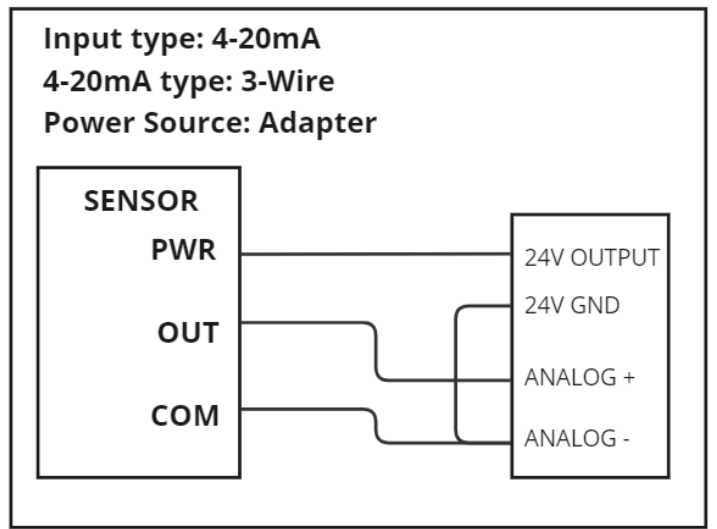 Input type: 4-20mA
4-20mA type: 3-Wire
Power Source: Adapter
SENSOR
PWR
OUT
COM
24V OUTPUT
24V GND
ANALOG +
ANALOG -